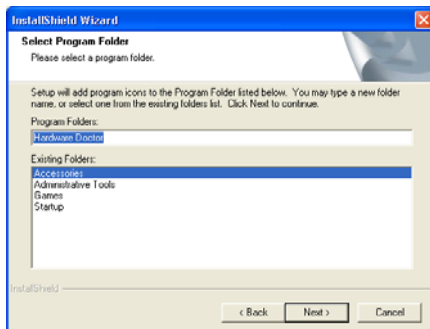 InstallShield Wizard
Select Program Folder
Please select a program folder.
Setup will add program icons to the Program Folder listed below. You may type a new folder
name, or select one from the existing folders list. Click Next to continue.
Program Folders:
Hardware Doctor
Existing Folders:
Accessories
Administrative Tools
Games
Startup
InstallShield
< Back
Next >
Cancel